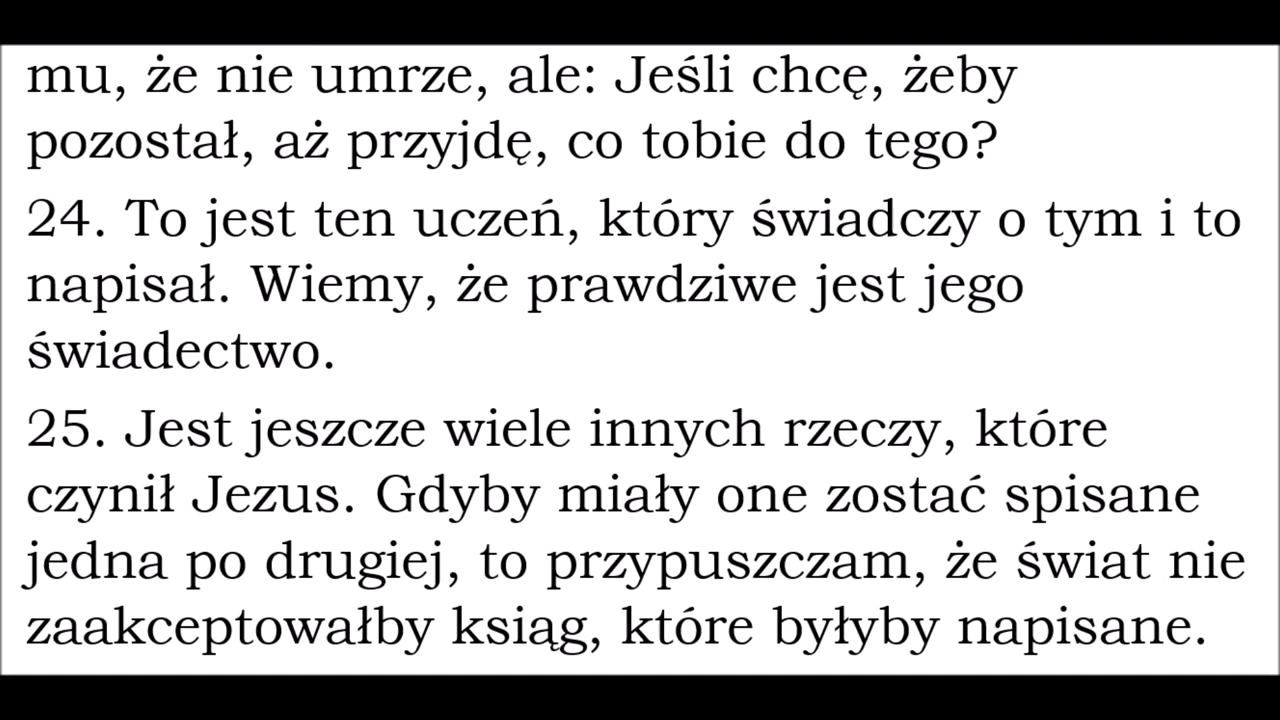 mu, że nie umrze, ale: Jeśli chcę, żeby
pozostał, aż przyjdę, co tobie do tego?
24. To jest ten uczeń, który świadczy o tym i to
napisał. Wiemy, że prawdziwe jest jego
świadectwo.
25. Jest jeszcze wiele innych rzeczy, które
czynił Jezus. Gdyby miały one zostać spisane
jedna po drugiej, to przypuszczam, że świat nie
zaakceptowałby ksiąg, które byłyby napisane.